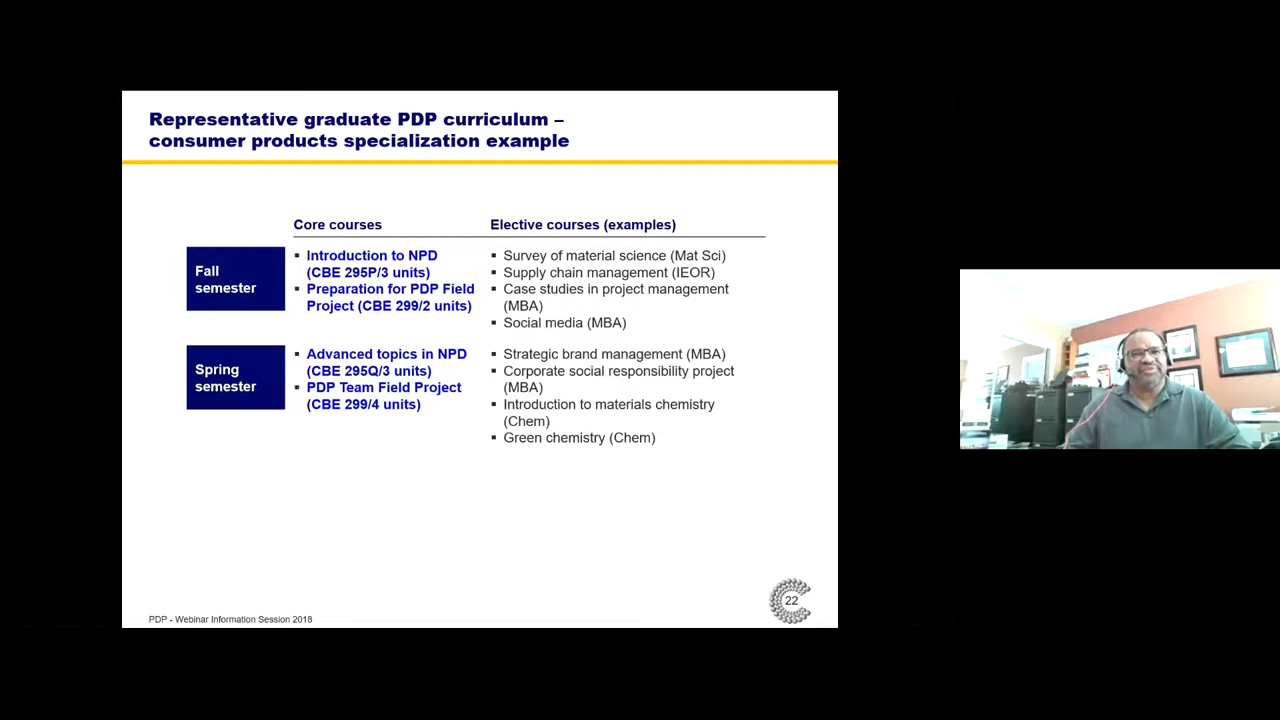 Representative graduate PDP curriculum –
consumer products specialization example
Core courses
Elective courses (examples)
Fall
semester
▪ Introduction to NPD
(CBE 295P/3 units)
▪ Preparation for PDP Field
Project (CBE 299/2 units)
▪ Survey of material science (Mat Sci)
▪ Supply chain management (IEOR)
▪ Case studies in project management
(MBA)
▪ Social media (MBA)
Spring
semester
▪ Advanced topics in NPD
(CBE 295Q/3 units)
▪ PDP Team Field Project
(CBE 299/4 units)
▪ Strategic brand management (MBA)
▪ Corporate social responsibility project
(MBA)
▪ Introduction to materials chemistry
(Chem)
▪ Green chemistry (Chem)
PDP - Webinar Information Session 2018
22